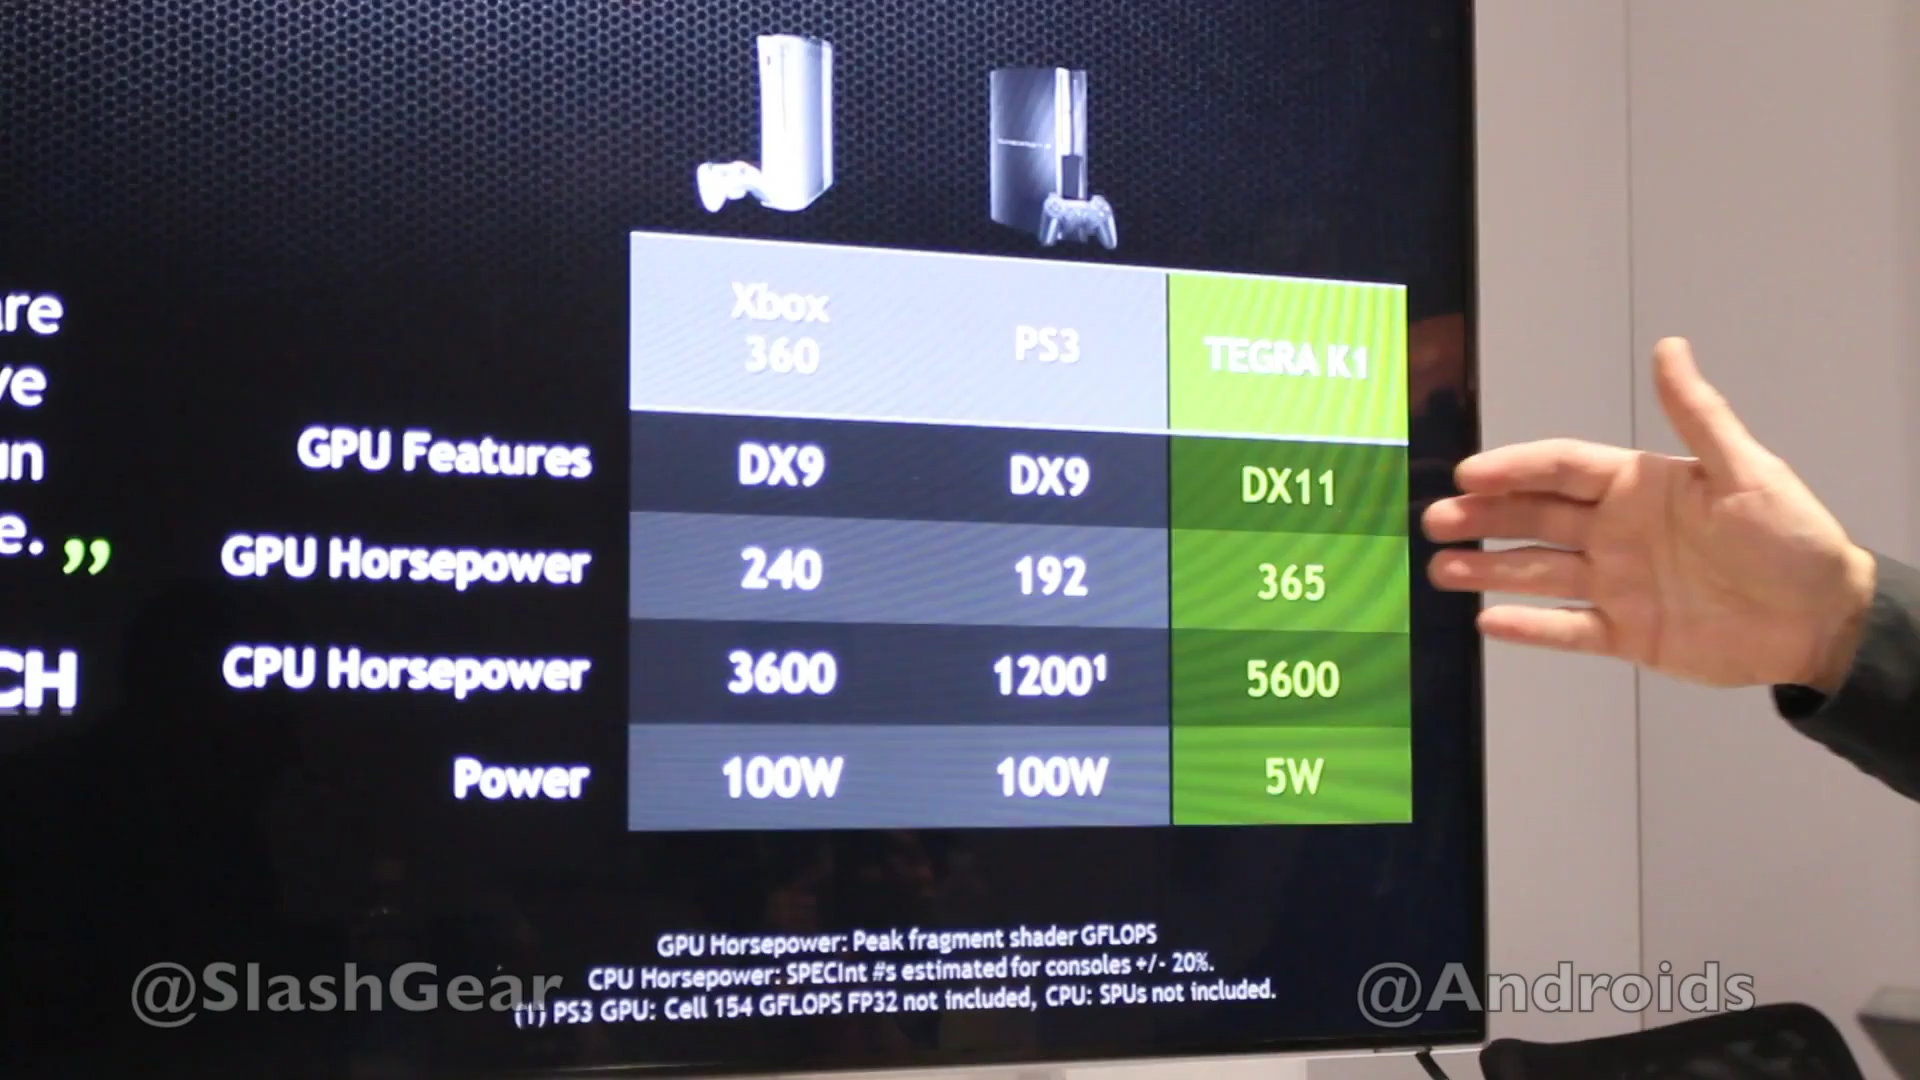 e. ”
CH
Xbox
360
PS3
TEGRA K1
GPU Features DX9 DX9 DX11
GPU Horsepower 240 192 365
CPU Horsepower 3600 1200¹ 5600
Power 100W 100W 5W
GPU Horsepower: Peak fragment shader GFLOPS
CPU Horsepower: SPECInt #s estimated for consoles +/- 20%.
(1) PS3 GPU: Cell 154 GFLOPS FP32 not included, CPU: SPUs not included.
@SlashGear
@Androids